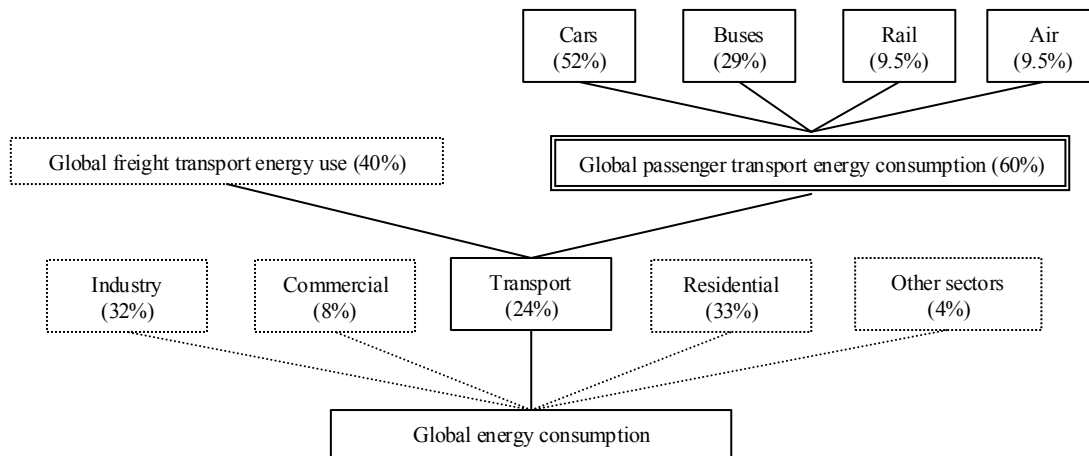 Cars
(52%)
Buses
(29%)
Rail
(9.5%)
Air
(9.5%)
Global freight transport energy use (40%)
Global passenger transport energy consumption (60%)
Industry
(32%)
Commercial
(8%)
Transport
(24%)
Residential
(33%)
Other sectors
(4%)
Global energy consumption